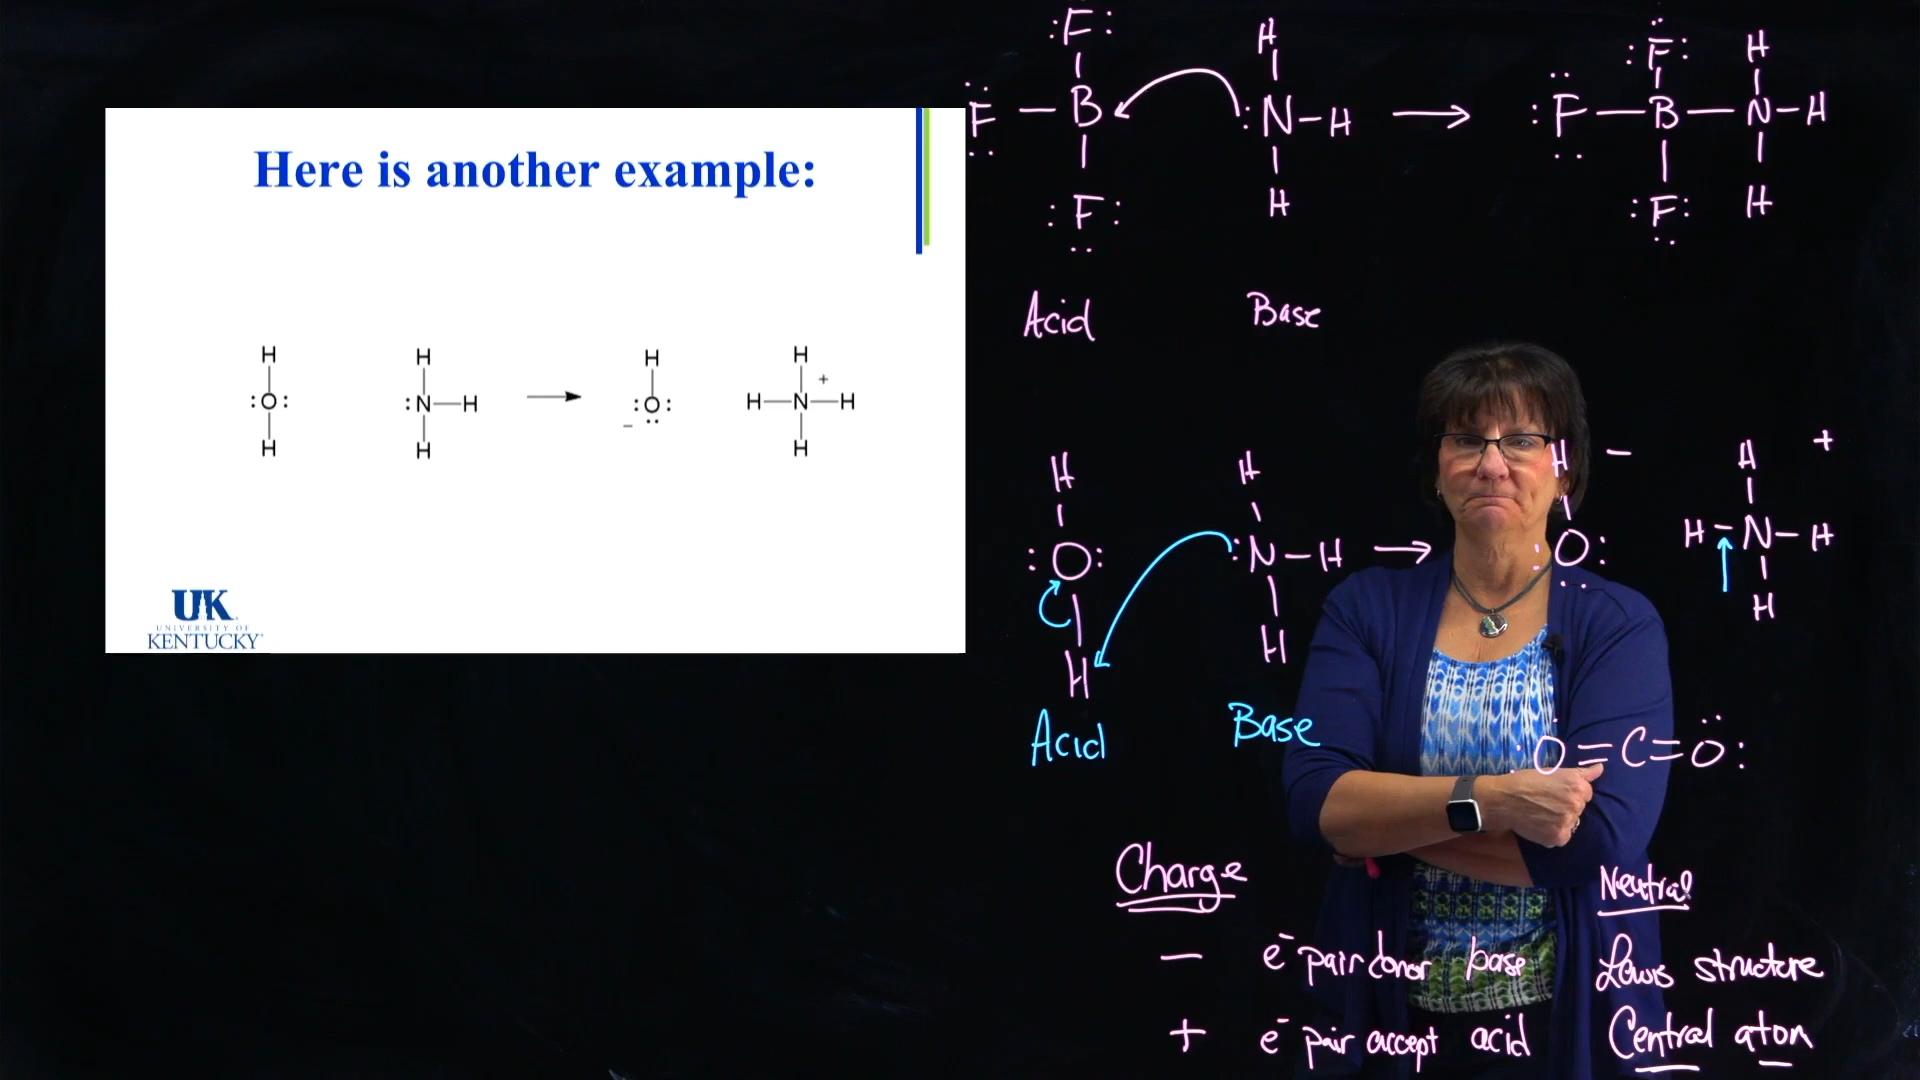 Here is another example:
H H H H
:O: :N—H → :O: H—N—H +
H H − ·· H
UK
UNIVERSITY OF
KENTUCKY
:F: H :F: H
:F—B :N—H → :F—B—N—H
:F: H :F: H
Acid Base
H H H − H +
:O: :N—H → :O: H—N—H
H H H
Acid Base
:O=C=O:
Charge
− e⁻ pair donor base
+ e⁻ pair accept acid
Neutral
Lewis structure
Central atom